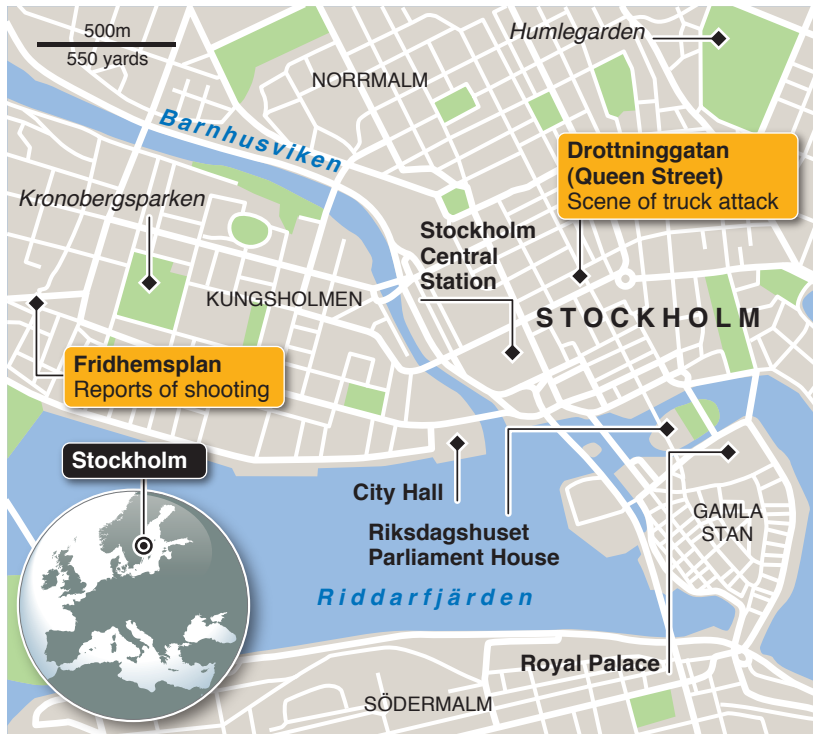 500m
550 yards
Humlegarden
NORRMALM
Barnhusviken
Drottninggatan
(Queen Street)
Scene of truck attack
Kronobergsparken
Stockholm
Central
Station
KUNGSHOLMEN
STOCKHOLM
Fridhemsplan
Reports of shooting
Stockholm
City Hall
Riksdagshuset
Parliament House
GAMLA
STAN
Riddarfjärden
Royal Palace
SÖDERMALM